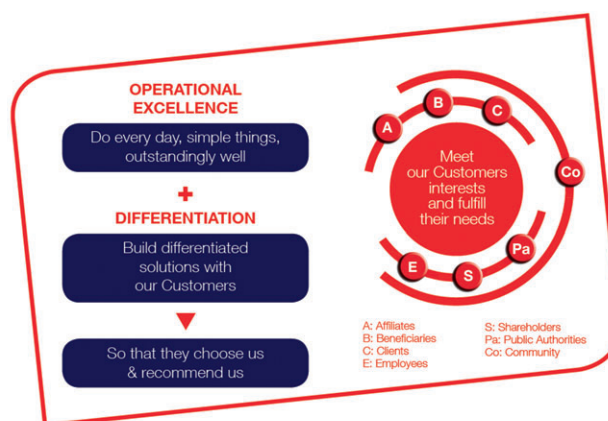 OPERATIONAL
EXCELLENCE
Do every day, simple things,
outstandingly well
+
DIFFERENTIATION
Build differentiated
solutions with
our Customers
So that they choose us
& recommend us
A
B
C
Co
Meet
our Customers
interests
and fulfill
their needs
E
S
Pa
A: Affiliates
B: Beneficiaries
C: Clients
E: Employees
S: Shareholders
Pa: Public Authorities
Co: Community